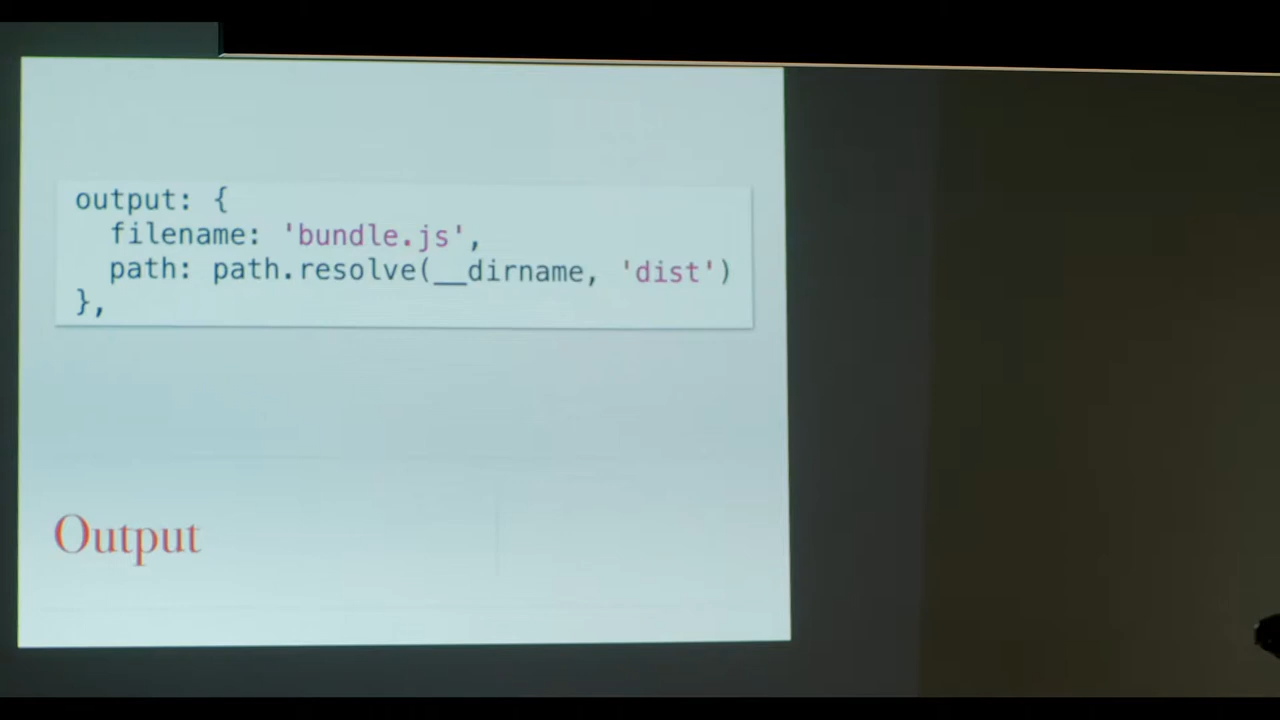 output: {
  filename: 'bundle.js',
  path: path.resolve(__dirname, 'dist')
},
Output